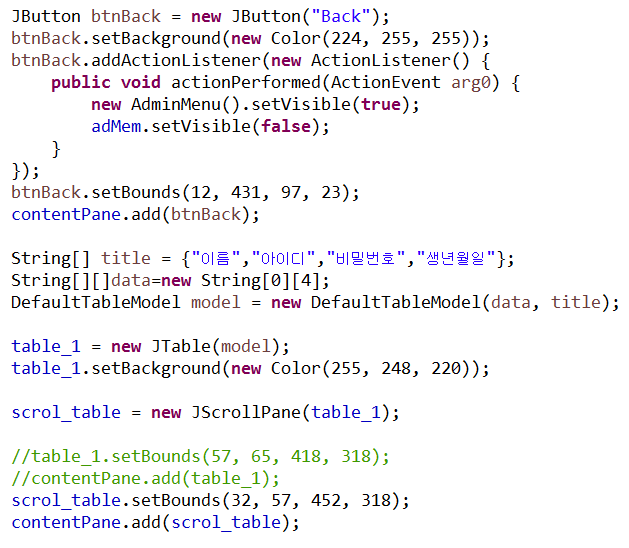 JButton btnBack = new JButton("Back");
btnBack.setBackground(new Color(224, 255, 255));
btnBack.addActionListener(new ActionListener() {
    public void actionPerformed(ActionEvent arg0) {
        new AdminMenu().setVisible(true);
        adMem.setVisible(false);
    }
});
btnBack.setBounds(12, 431, 97, 23);
contentPane.add(btnBack);

String[] title = {"이름","아이디","비밀번호","생년월일"};
String[][]data=new String[0][4];
DefaultTableModel model = new DefaultTableModel(data, title);

table_1 = new JTable(model);
table_1.setBackground(new Color(255, 248, 220));

scrol_table = new JScrollPane(table_1);

//table_1.setBounds(57, 65, 418, 318);
//contentPane.add(table_1);
scrol_table.setBounds(32, 57, 452, 318);
contentPane.add(scrol_table);